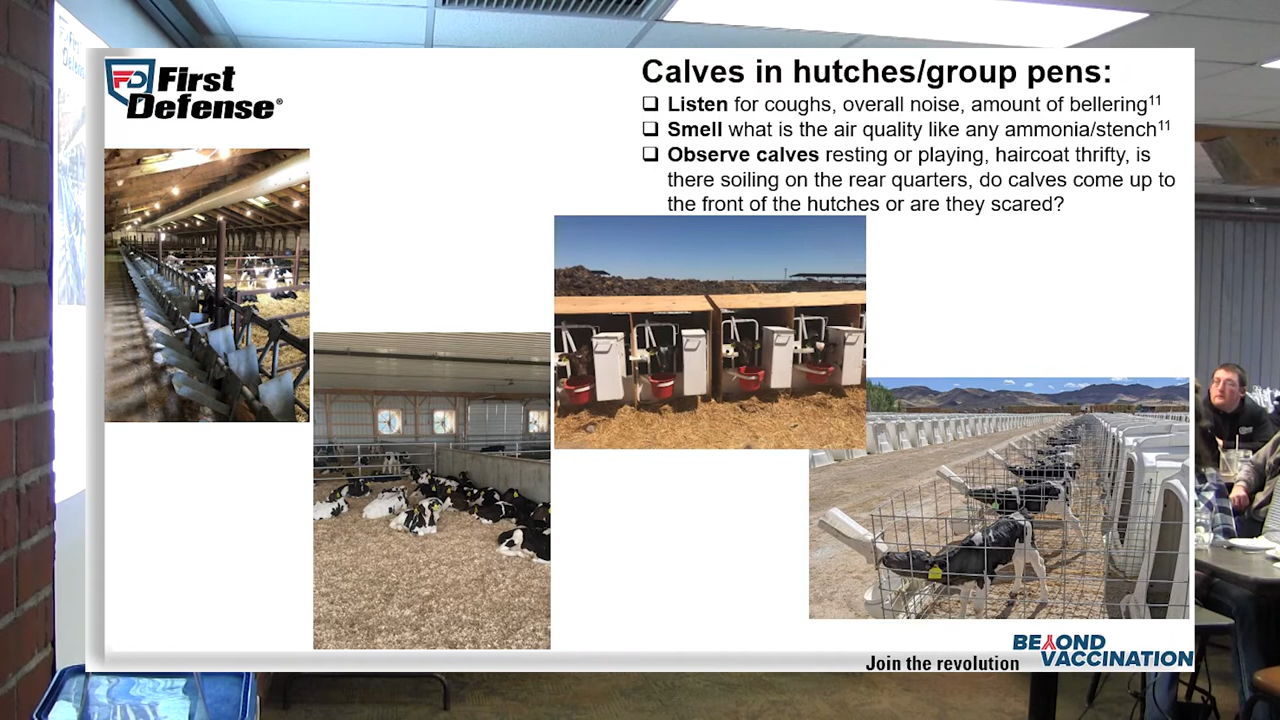 First
Defense®
Calves in hutches/group pens:
❑ Listen for coughs, overall noise, amount of bellering¹¹
❑ Smell what is the air quality like any ammonia/stench¹¹
❑ Observe calves resting or playing, haircoat thrifty, is
there soiling on the rear quarters, do calves come up to
the front of the hutches or are they scared?
Join the revolution
BEYOND
VACCINATION